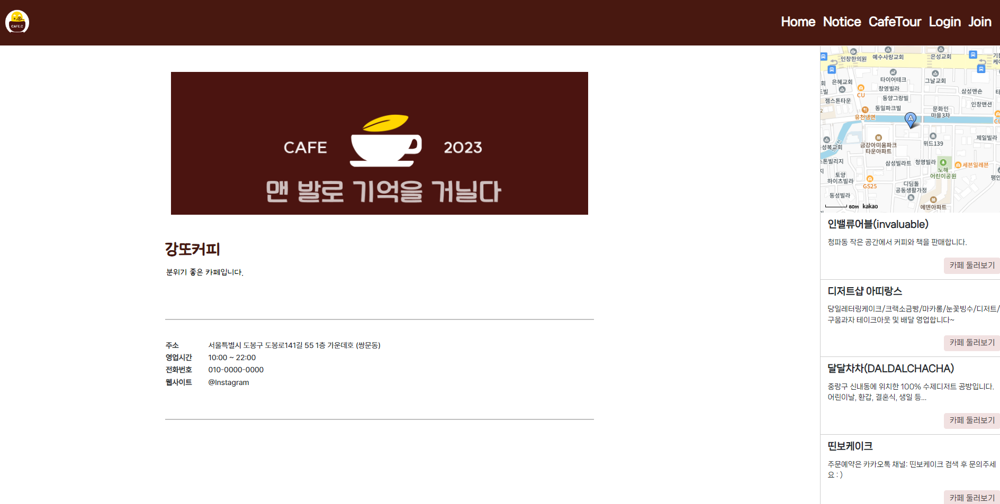 CAFE.C
Home Notice CafeTour Login Join
CAFE 2023
맨 발로 기억을 거닐다
강또커피
분위기 좋은 카페입니다.
주소 서울특별시 도봉구 도봉로141길 55 1층 가운데호 (쌍문동)
영업시간 10:00 ~ 22:00
전화번호 010-0000-0000
웹사이트 @Instagram
인창한의원
예수사랑교회
은성교회
은혜교회
타이어테크
그날교회
창영빌라
CU
동양그랑빌
삼성맨숀
젬스톤타운
인창맨션
동일파크빌
문화인
마을3차
유천냉면
A
제일빌라
금강아미움파크
타운아파트
위드139
성복교회
스톤빌리지
삼성빌라트
청명빌라
세븐일레븐
노해
어린이공원
토양
하이츠빌라
GS25
디딤돌
공동생활가정
동성빌라
에덴아파트
50m kakao
인밸류어블(invaluable)
청파동 작은 공간에서 커피와 책을 판매합니다.
카페 둘러보기
디저트샵 아띠랑스
당일레터링케이크/크랙소금빵/마카롱/눈꽃빙수/디저트/
구움과자 테이크아웃 및 배달 영업합니다~
카페 둘러보기
달달차차(DALDALCHACHA)
중랑구 신내동에 위치한 100% 수제디저트 공방입니다.
어린이날, 환갑, 결혼식, 생일 등...
카페 둘러보기
띤보케이크
주문예약은 카카오톡 채널: 띤보케이크 검색 후 문의주세
요 : )
카페 둘러보기